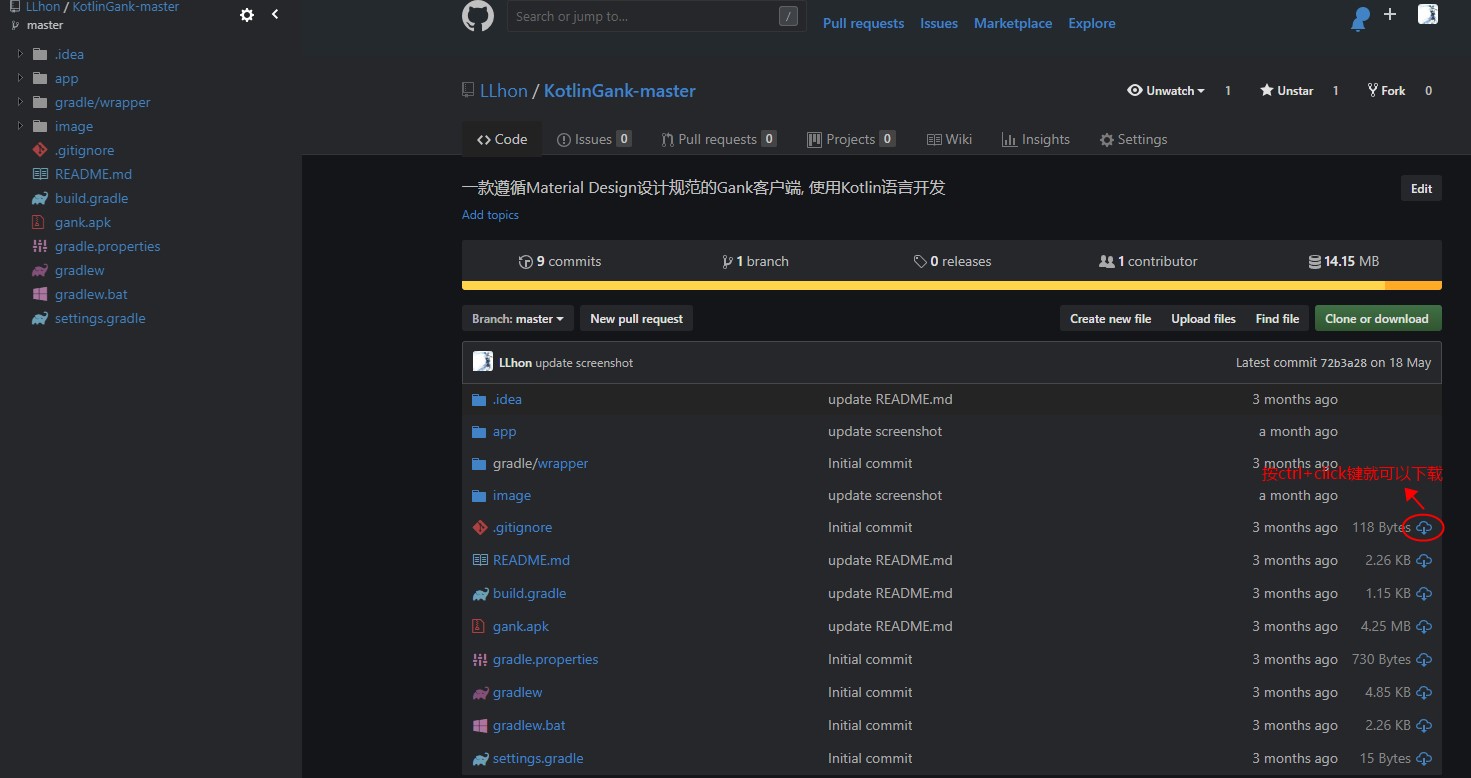 LLhon / KotlinGank-master
master
.idea
app
gradle/wrapper
image
.gitignore
README.md
build.gradle
gank.apk
gradle.properties
gradlew
gradlew.bat
settings.gradle
Search or jump to... /
Pull requests Issues Marketplace Explore
LLhon / KotlinGank-master
Unwatch 1 Unstar 1 Fork 0
Code Issues 0 Pull requests 0 Projects 0 Wiki Insights Settings
一款遵循Material Design设计规范的Gank客户端, 使用Kotlin语言开发 Edit
Add topics
9 commits 1 branch 0 releases 1 contributor 14.15 MB
Branch: master New pull request Create new file Upload files Find file Clone or download
LLhon update screenshot Latest commit 72b3a28 on 18 May
.idea update README.md 3 months ago
app update screenshot a month ago
gradle/wrapper Initial commit 3 months ago
按ctrl+click键就可以下载
image update screenshot a month ago
.gitignore Initial commit 3 months ago 118 Bytes
README.md update README.md 3 months ago 2.26 KB
build.gradle update README.md 3 months ago 1.15 KB
gank.apk update README.md 3 months ago 4.25 MB
gradle.properties Initial commit 3 months ago 730 Bytes
gradlew Initial commit 3 months ago 4.85 KB
gradlew.bat Initial commit 3 months ago 2.26 KB
settings.gradle Initial commit 3 months ago 15 Bytes